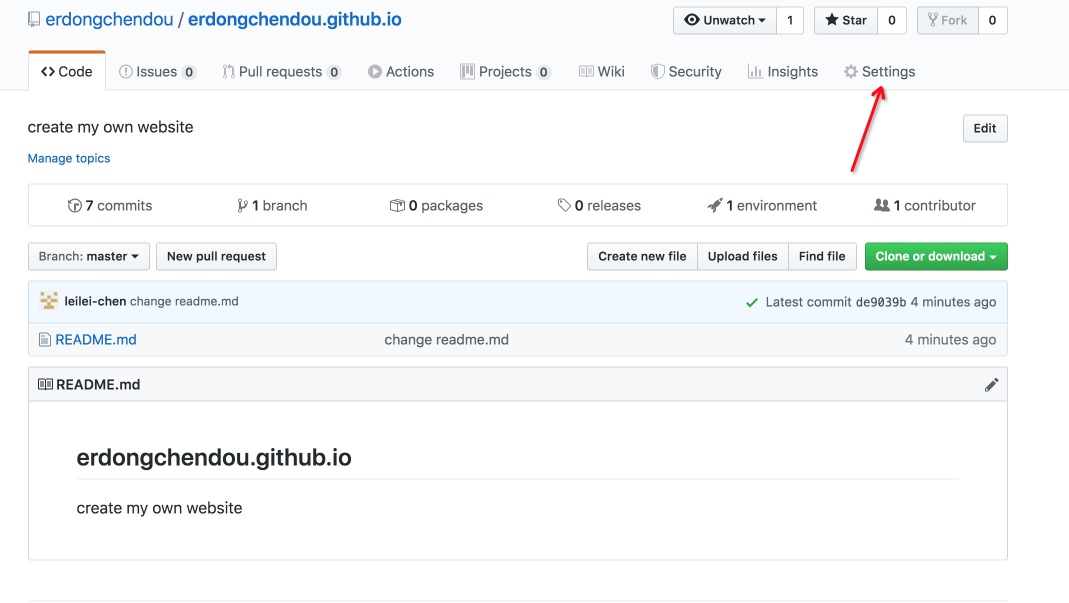 erdongchendou / erdongchendou.github.io
Unwatch 1 Star 0 Fork 0
Code Issues 0 Pull requests 0 Actions Projects 0 Wiki Security Insights Settings
create my own website
Edit
Manage topics
7 commits 1 branch 0 packages 0 releases 1 environment 1 contributor
Branch: master New pull request Create new file Upload files Find file Clone or download
leilei-chen change readme.md Latest commit de9039b 4 minutes ago
README.md change readme.md 4 minutes ago
README.md
erdongchendou.github.io
create my own website